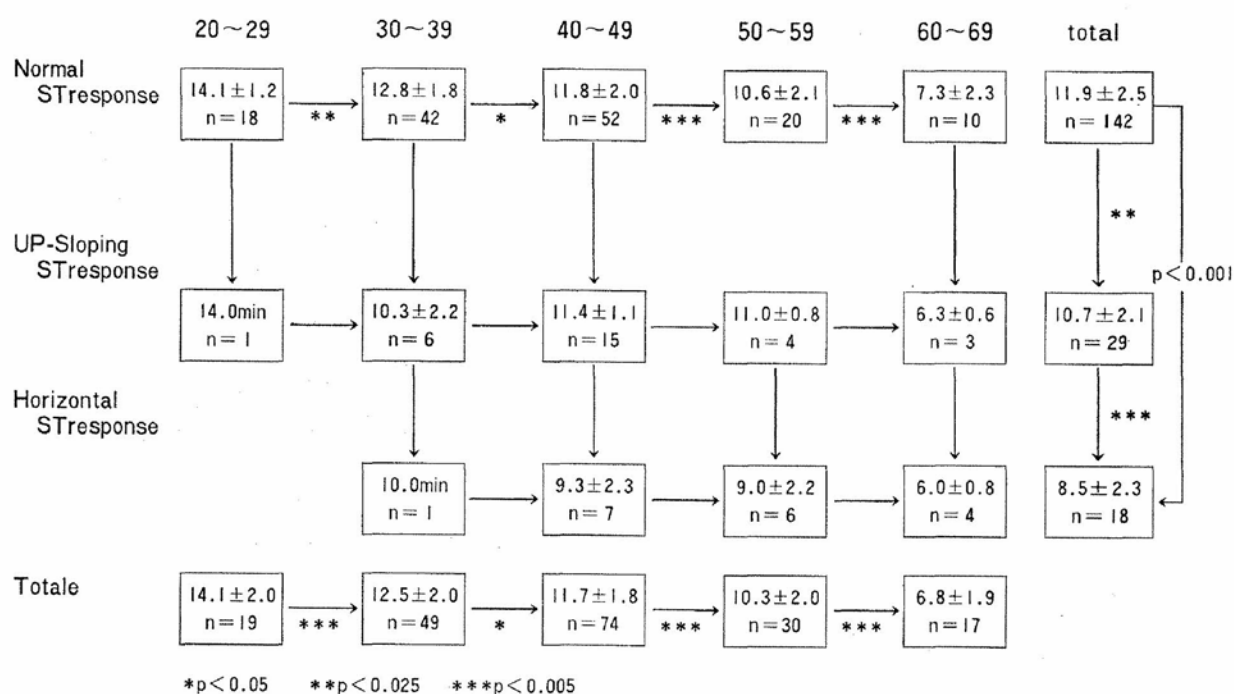 20~29 30~39 40~49 50~59 60~69 total
Normal
STresponse
14.1±1.2 12.8±1.8 11.8±2.0 10.6±2.1 7.3±2.3 11.9±2.5
n=18 ** n=42 * n=52 *** n=20 *** n=10 n=142
**
UP-Sloping
STresponse
p<0.001
14.0min 10.3±2.2 11.4±1.1 11.0±0.8 6.3±0.6 10.7±2.1
n=1 n=6 n=15 n=4 n=3 n=29
Horizontal
STresponse
***
10.0min 9.3±2.3 9.0±2.2 6.0±0.8 8.5±2.3
n=1 n=7 n=6 n=4 n=18
Totale
14.1±2.0 12.5±2.0 11.7±1.8 10.3±2.0 6.8±1.9
n=19 *** n=49 * n=74 *** n=30 *** n=17
*p<0.05 **p<0.025 ***p<0.005